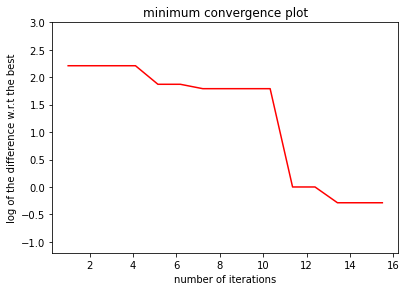 minimum convergence plot
log of the difference w.r.t the best
3.0
2.5
2.0
1.5
1.0
0.5
0.0
−0.5
−1.0
2 4 6 8 10 12 14 16
number of iterations